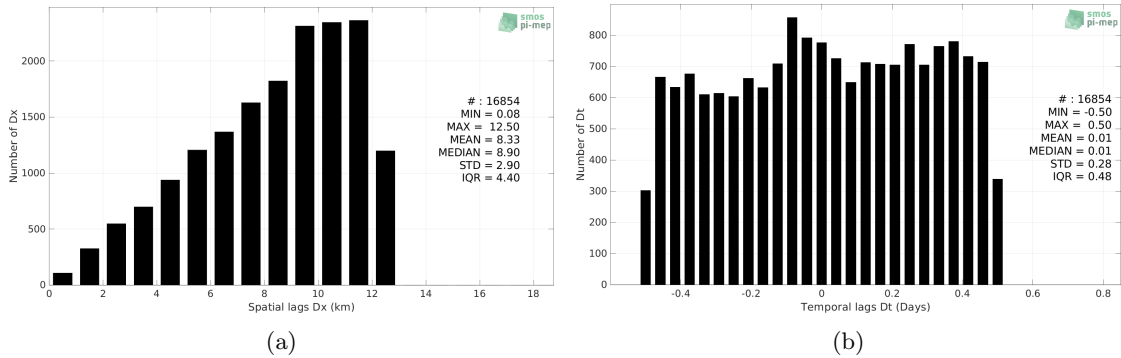 smos
pi-mep
2000
1500
1000
500
0
Number of Dx
# : 16854
MIN = 0.08
MAX = 12.50
MEAN = 8.33
MEDIAN = 8.90
STD = 2.90
IQR = 4.40
0 2 4 6 8 10 12 14 16 18
Spatial lags Dx (km)
(a)
smos
pi-mep
800
700
600
500
400
300
200
100
0
Number of Dt
# : 16854
MIN = -0.50
MAX = 0.50
MEAN = 0.01
MEDIAN = 0.01
STD = 0.28
IQR = 0.48
-0.4 -0.2 0 0.2 0.4 0.6 0.8
Temporal lags Dt (Days)
(b)